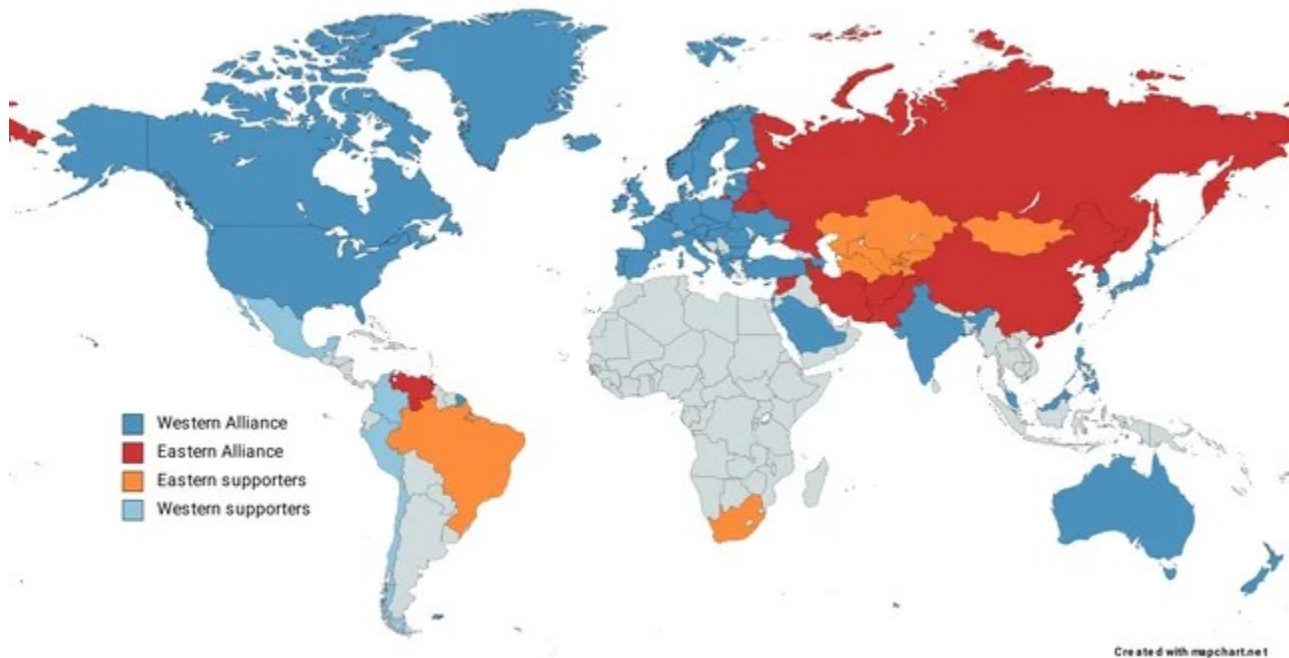 Western Alliance
Eastern Alliance
Eastern supporters
Western supporters
Created with mapchart.net